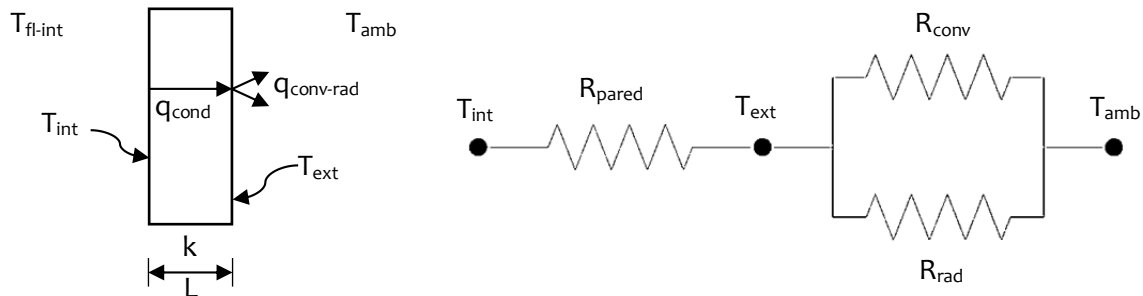 T_fl-int
T_amb
q_conv-rad
q_cond
T_int
T_ext
k
L
R_conv
R_pared
T_int
T_ext
T_amb
R_rad